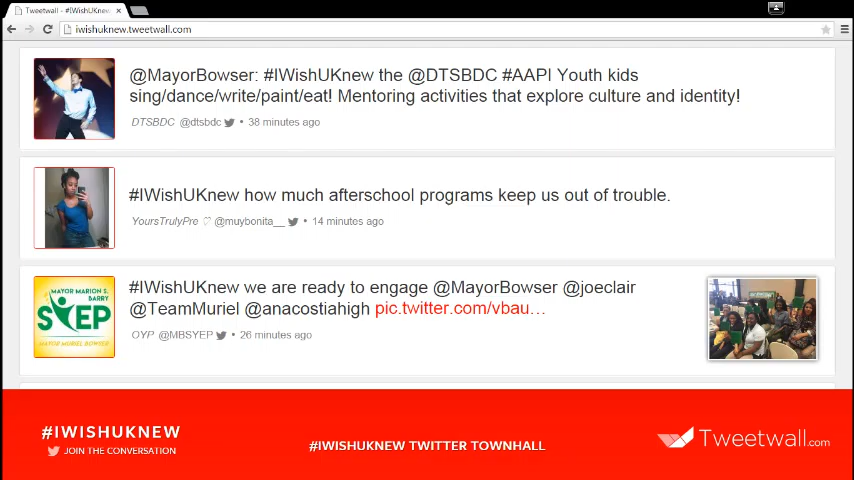 Tweetwall - #IWishUKnew
iwishuknew.tweetwall.com
@MayorBowser: #IWishUKnew the @DTSBDC #AAPI Youth kids
sing/dance/write/paint/eat! Mentoring activities that explore culture and identity!
DTSBDC @dtsbdc • 38 minutes ago
#IWishUKnew how much afterschool programs keep us out of trouble.
YoursTrulyPre ♡ @muybonita__ • 14 minutes ago
MAYOR MARION S.
BARRY
SYEP
MAYOR MURIEL BOWSER
#IWishUKnew we are ready to engage @MayorBowser @joeclair
@TeamMuriel @anacostiahigh pic.twitter.com/vbau…
OYP @MBSYEP • 26 minutes ago
#IWISHUKNEW
JOIN THE CONVERSATION
#IWISHUKNEW TWITTER TOWNHALL
Tweetwall.com